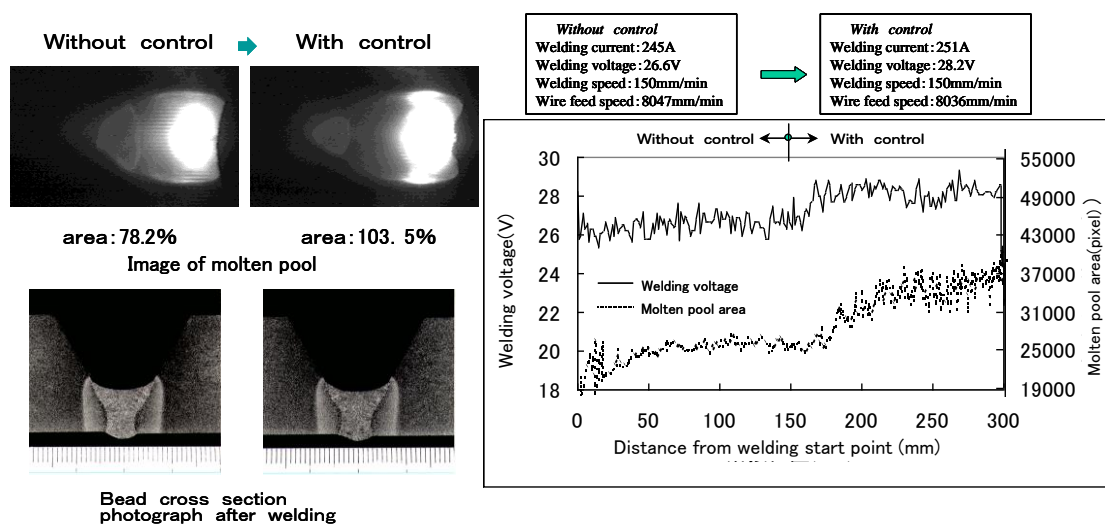 Without control
With control
area:78.2%
area:103. 5%
Image of molten pool
Bead cross section
photograph after welding
Without control
Welding current:245A
Welding voltage:26.6V
Welding speed:150mm/min
Wire feed speed:8047mm/min
With control
Welding current:251A
Welding voltage:28.2V
Welding speed:150mm/min
Wire feed speed:8036mm/min
Without control
With control
Welding voltage(V)
30
28
26
24
22
20
18
Welding voltage
Molten pool area
55000
49000
43000
37000
31000
25000
19000
Molten pool area(pixel) )
0
50
100
150
200
250
300
Distance from welding start point (mm)